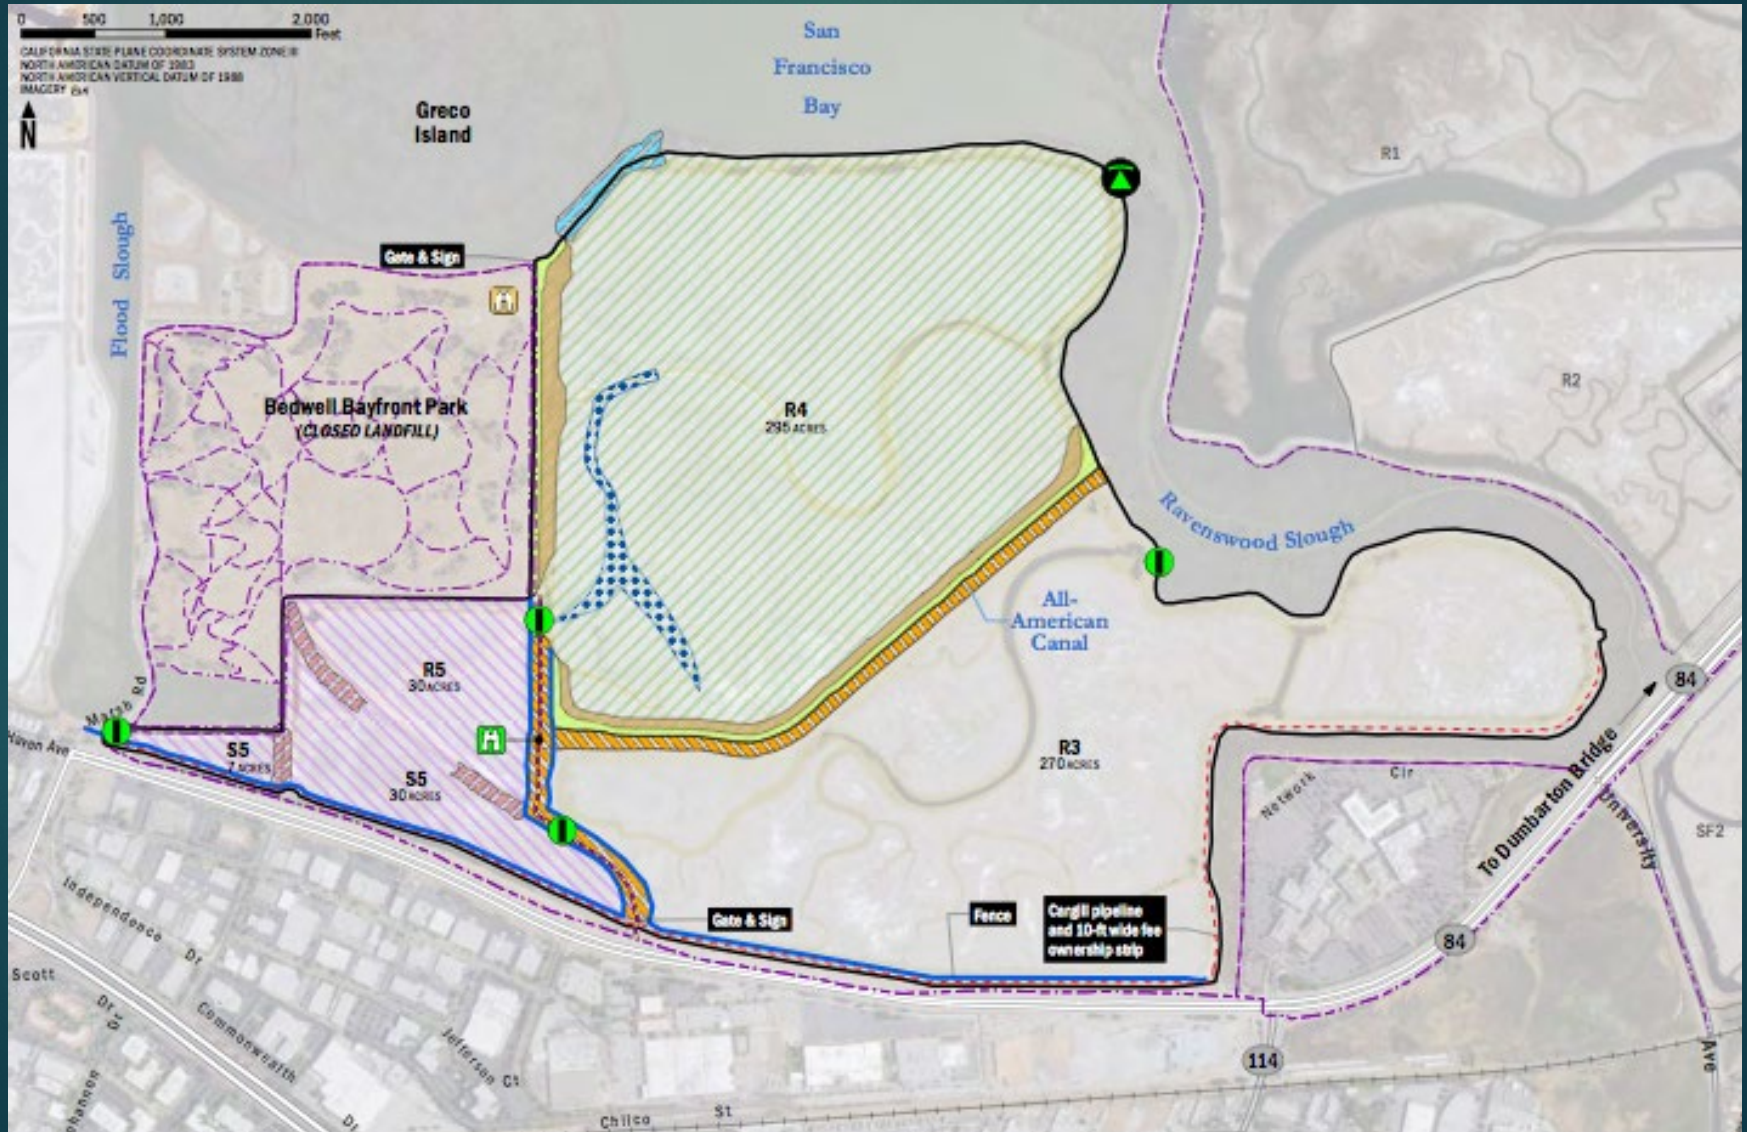 0 500 1,000 2,000
Feet
CALIFORNIA STATE PLANE COORDINATE SYSTEM ZONE III
NORTH AMERICAN DATUM OF 1983
NORTH AMERICAN VERTICAL DATUM OF 1988
IMAGERY Esri
N
San
Francisco
Bay
Greco
Island
R1
Flood Slough
Gate & Sign
R2
Bedwell Bayfront Park
(CLOSED LANDFILL)
R4
295 ACRES
Ravenswood Slough
All-
American
Canal
R5
30 ACRES
84
Marsh Rd
Haven Ave
S5
7 ACRES
S5
30 ACRES
R3
270 ACRES
Network Cir
To Dumbarton Bridge
University
Ave
SF2
Independence Dr
Gate & Sign
Fence
Cargill pipeline
and 10-ft wide fee
ownership strip
84
Scott
Dr
Dr
Commonwealth
Dr
Jefferson Ct
114
Chilco St